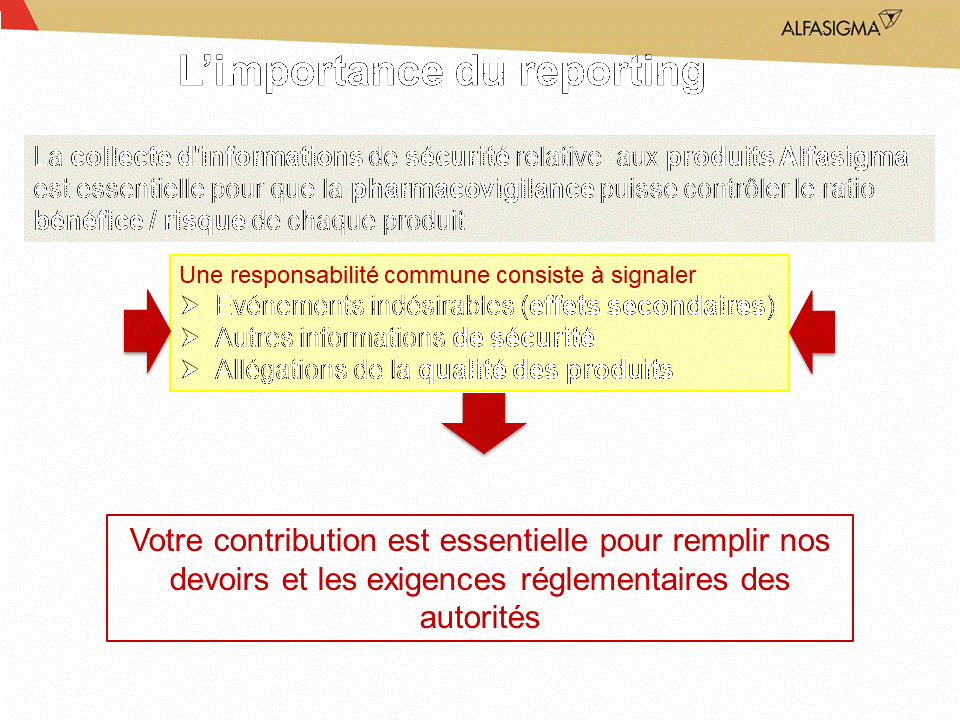 ALFASIGMA
L’importance du reporting
La collecte d'informations de sécurité relative aux produits Alfasigma
est essentielle pour que la pharmacovigilance puisse contrôler le ratio
bénéfice / risque de chaque produit
Une responsabilité commune consiste à signaler
➢ Evénements indésirables (effets secondaires)
➢ Autres informations de sécurité
➢ Allégations de la qualité des produits
Votre contribution est essentielle pour remplir nos
devoirs et les exigences réglementaires des
autorités